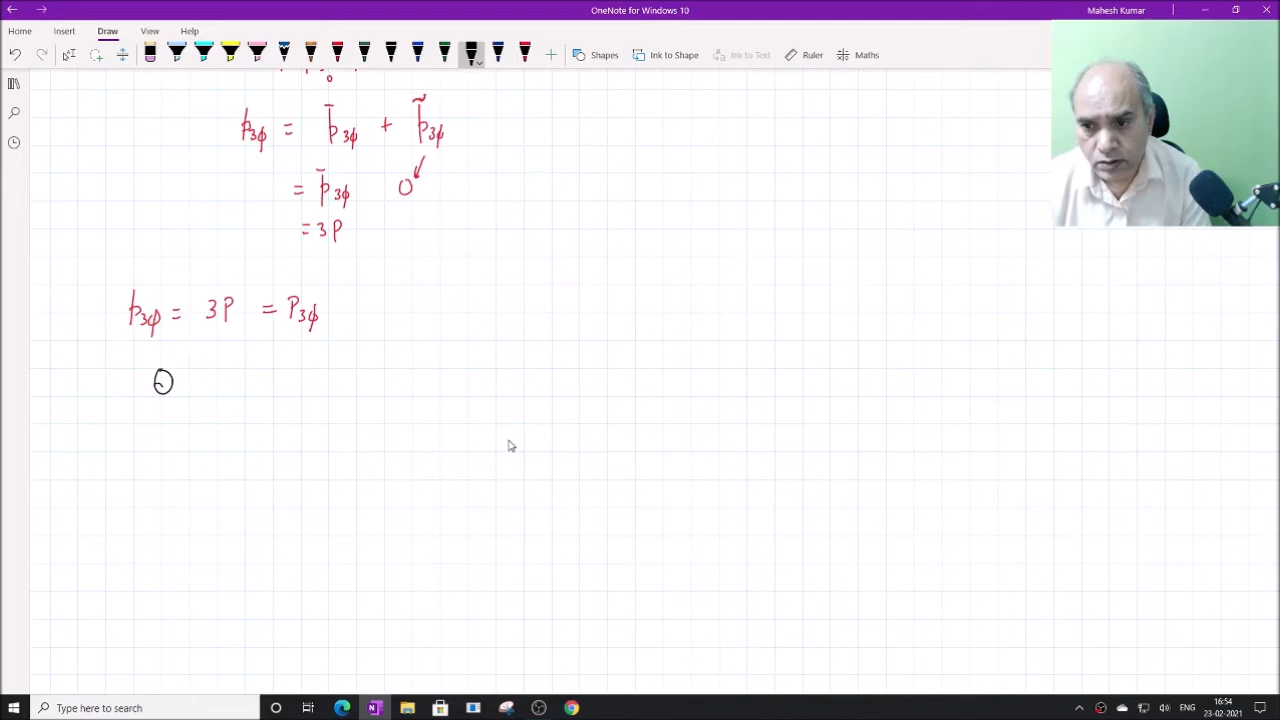 OneNote for Windows 10
Mahesh Kumar
Home Insert Draw View Help
Shapes Ink to Shape Ink to Text Ruler Maths
0
p3φ = p̄3φ + p̃3φ
= p̄3φ 0
= 3P
p3φ = 3P = P3φ
Type here to search
ENG
16:54
23-02-2021